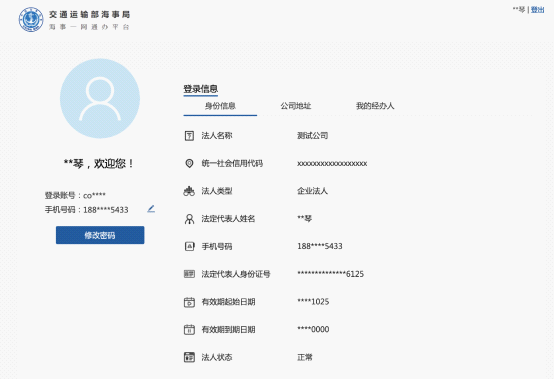 交通运输部海事局
海事一网通办平台
**琴 | 登出
**琴，欢迎您！
登录账号：co****
手机号码：188****5433
修改密码
登录信息
身份信息 公司地址 我的经办人
法人名称 测试公司
统一社会信用代码 xxxxxxxxxxxxxxxxxx
法人类型 企业法人
法定代表人姓名 **琴
手机号码 188****5433
法定代表人身份证号 **************6125
有效期起始日期 ****1025
有效期到期日期 ****0000
法人状态 正常